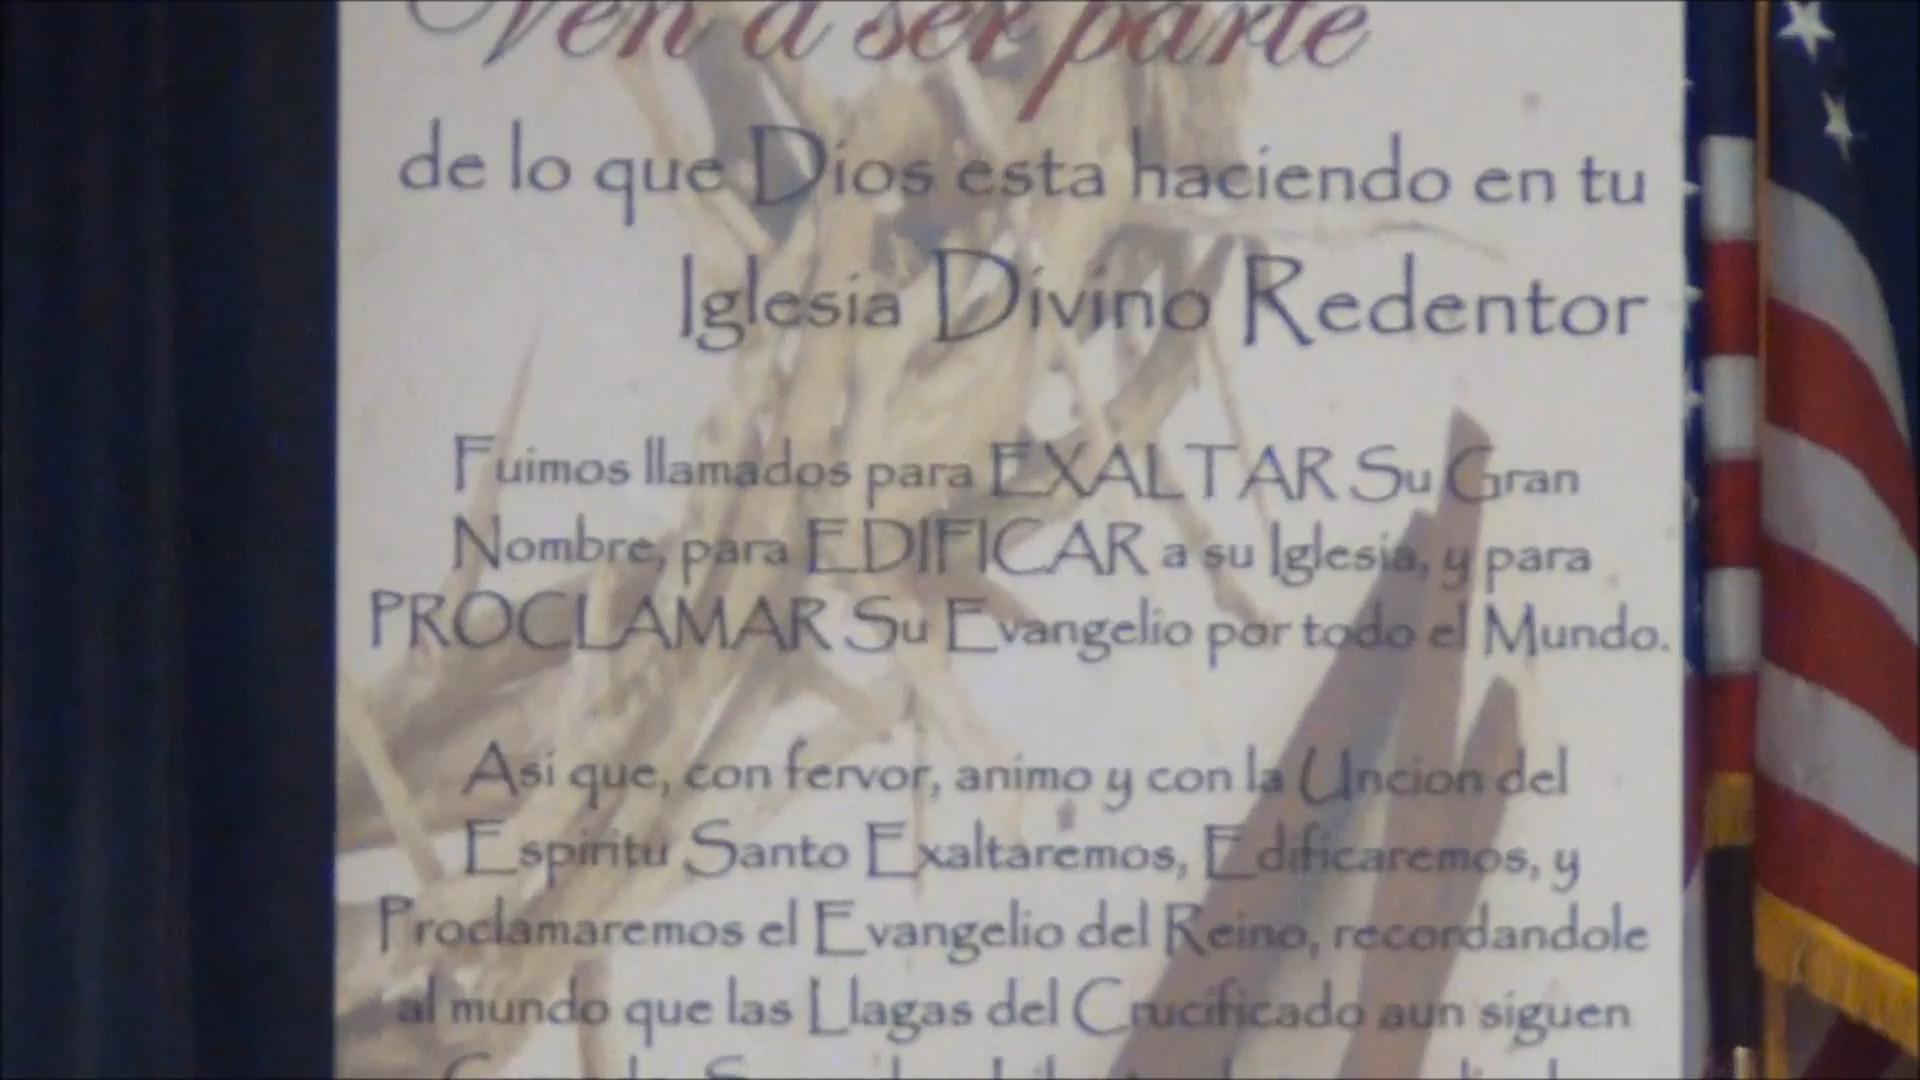 Ven a ser parte
de lo que Dios esta haciendo en tu
Iglesia Divino Redentor
Fuimos llamados para EXALTAR Su Gran
Nombre, para EDIFICAR a su Iglesia, y para
PROCLAMAR Su Evangelio por todo el Mundo.
Asi que, con fervor, animo y con la Uncion del
Espiritu Santo Exaltaremos, Edificaremos, y
Proclamaremos el Evangelio del Reino, recordandole
al mundo que las Llagas del Crucificado aun siguen